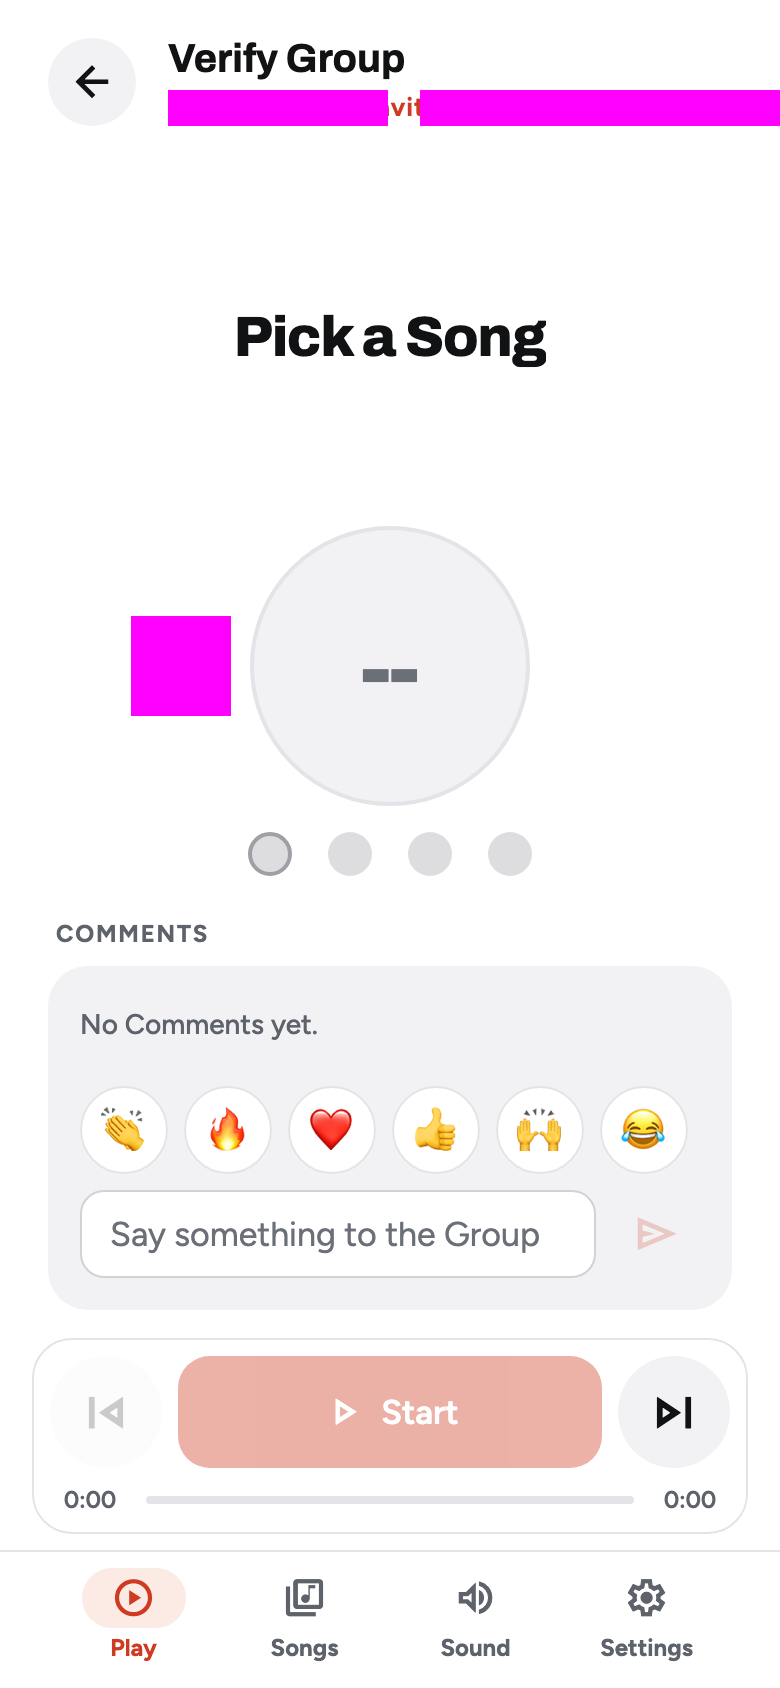 Verify Group
Pick a Song
--
COMMENTS
No Comments yet.
Say something to the Group
Start
0:00
0:00
Play
Songs
Sound
Settings